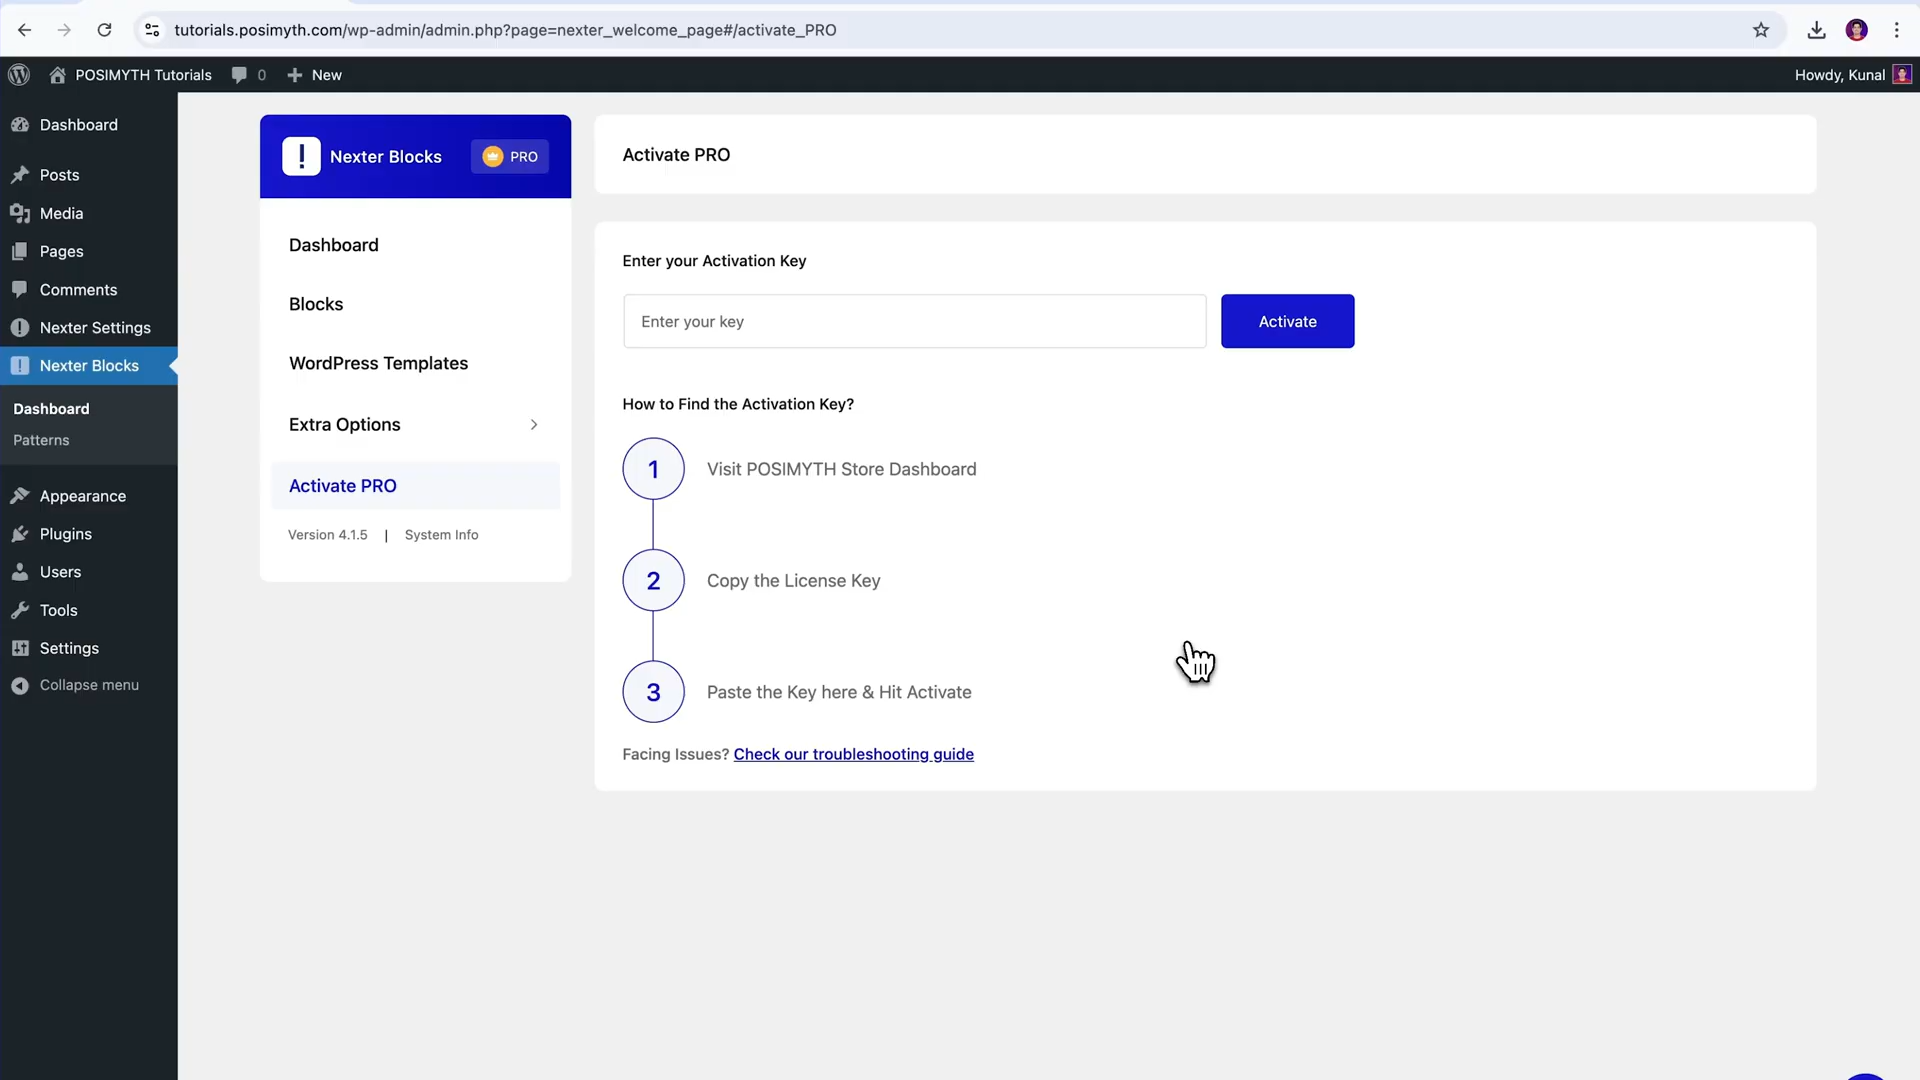 tutorials.posimyth.com/wp-admin/admin.php?page=nexter_welcome_page#/activate_PRO
POSIMYTH Tutorials
0
New
Howdy, Kunal
Dashboard
Posts
Media
Pages
Comments
Nexter Settings
Nexter Blocks
Dashboard
Patterns
Appearance
Plugins
Users
Tools
Settings
Collapse menu
Nexter Blocks
PRO
Dashboard
Blocks
WordPress Templates
Extra Options
Activate PRO
Version 4.1.5 | System Info
Activate PRO
Enter your Activation Key
Enter your key
Activate
How to Find the Activation Key?
1 Visit POSIMYTH Store Dashboard
2 Copy the License Key
3 Paste the Key here & Hit Activate
Facing Issues? Check our troubleshooting guide